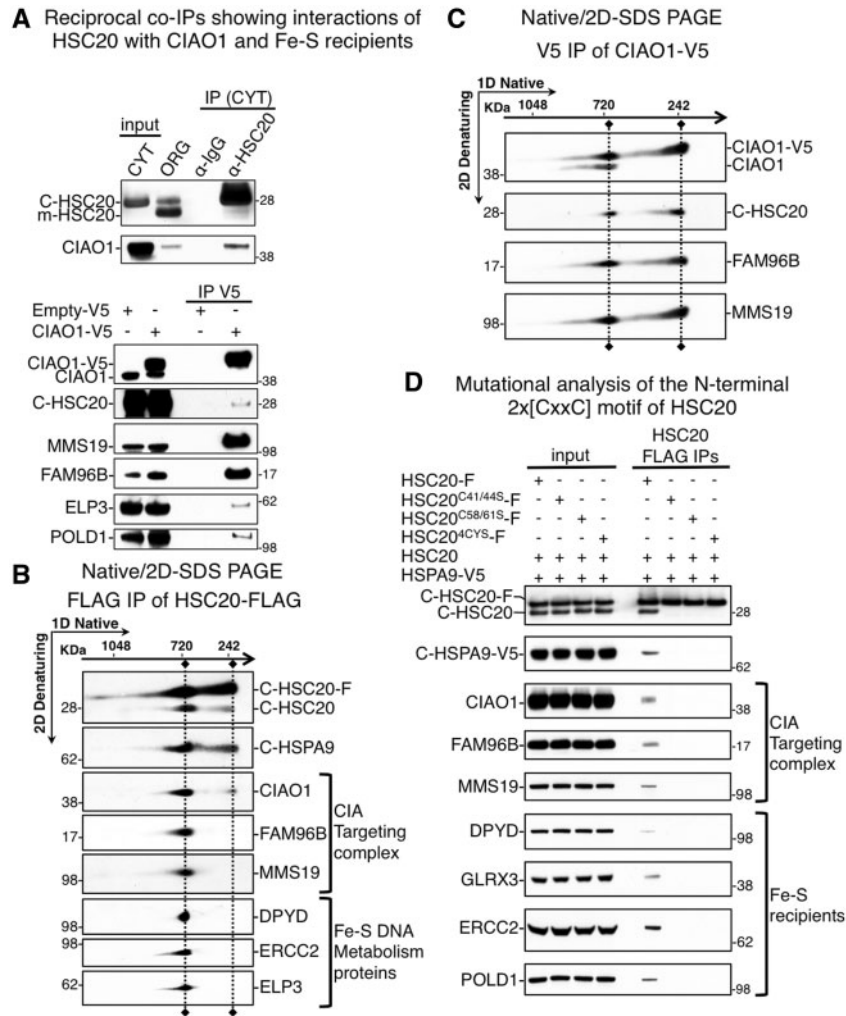 A Reciprocal co-IPs showing interactions of
HSC20 with CIAO1 and Fe-S recipients
IP (CYT)
input
CYT ORG α-IgG α-HSC20
C-HSC20 -28
m-HSC20
CIAO1 38
IP V5
Empty-V5 + - + -
CIAO1-V5 - + - +
CIAO1-V5
CIAO1 -38
C-HSC20 -28
MMS19 -98
FAM96B -17
ELP3 -62
POLD1 -98
B Native/2D-SDS PAGE
FLAG IP of HSC20-FLAG
1D Native
2D Denaturing
KDa 1048 720 242
C-HSC20-F
28- C-HSC20
C-HSPA9
62-
CIAO1
38-
FAM96B
17-
MMS19
98-
CIA
Targeting
complex
DPYD
98-
98- ERCC2
62- ELP3
Fe-S DNA
Metabolism
proteins
C Native/2D-SDS PAGE
V5 IP of CIAO1-V5
1D Native
2D Denaturing
KDa 1048 720 242
CIAO1-V5
CIAO1
38-
28- C-HSC20
17- FAM96B
98- MMS19
D Mutational analysis of the N-terminal
2x[CxxC] motif of HSC20
HSC20
input FLAG IPs
HSC20-F + - - - + - - -
HSC20C41/44S-F - + - - - + - -
HSC20C58/61S-F - - + - - - + -
HSC204CYS-F - - - + - - - +
HSC20 + + + + + + + +
HSPA9-V5 + + + + + + + +
C-HSC20-F
C-HSC20 -28
C-HSPA9-V5 -62
CIAO1 -38
FAM96B -17
MMS19 -98
CIA
Targeting
complex
DPYD -98
GLRX3 -38
ERCC2 -62
POLD1 -98
Fe-S
recipients